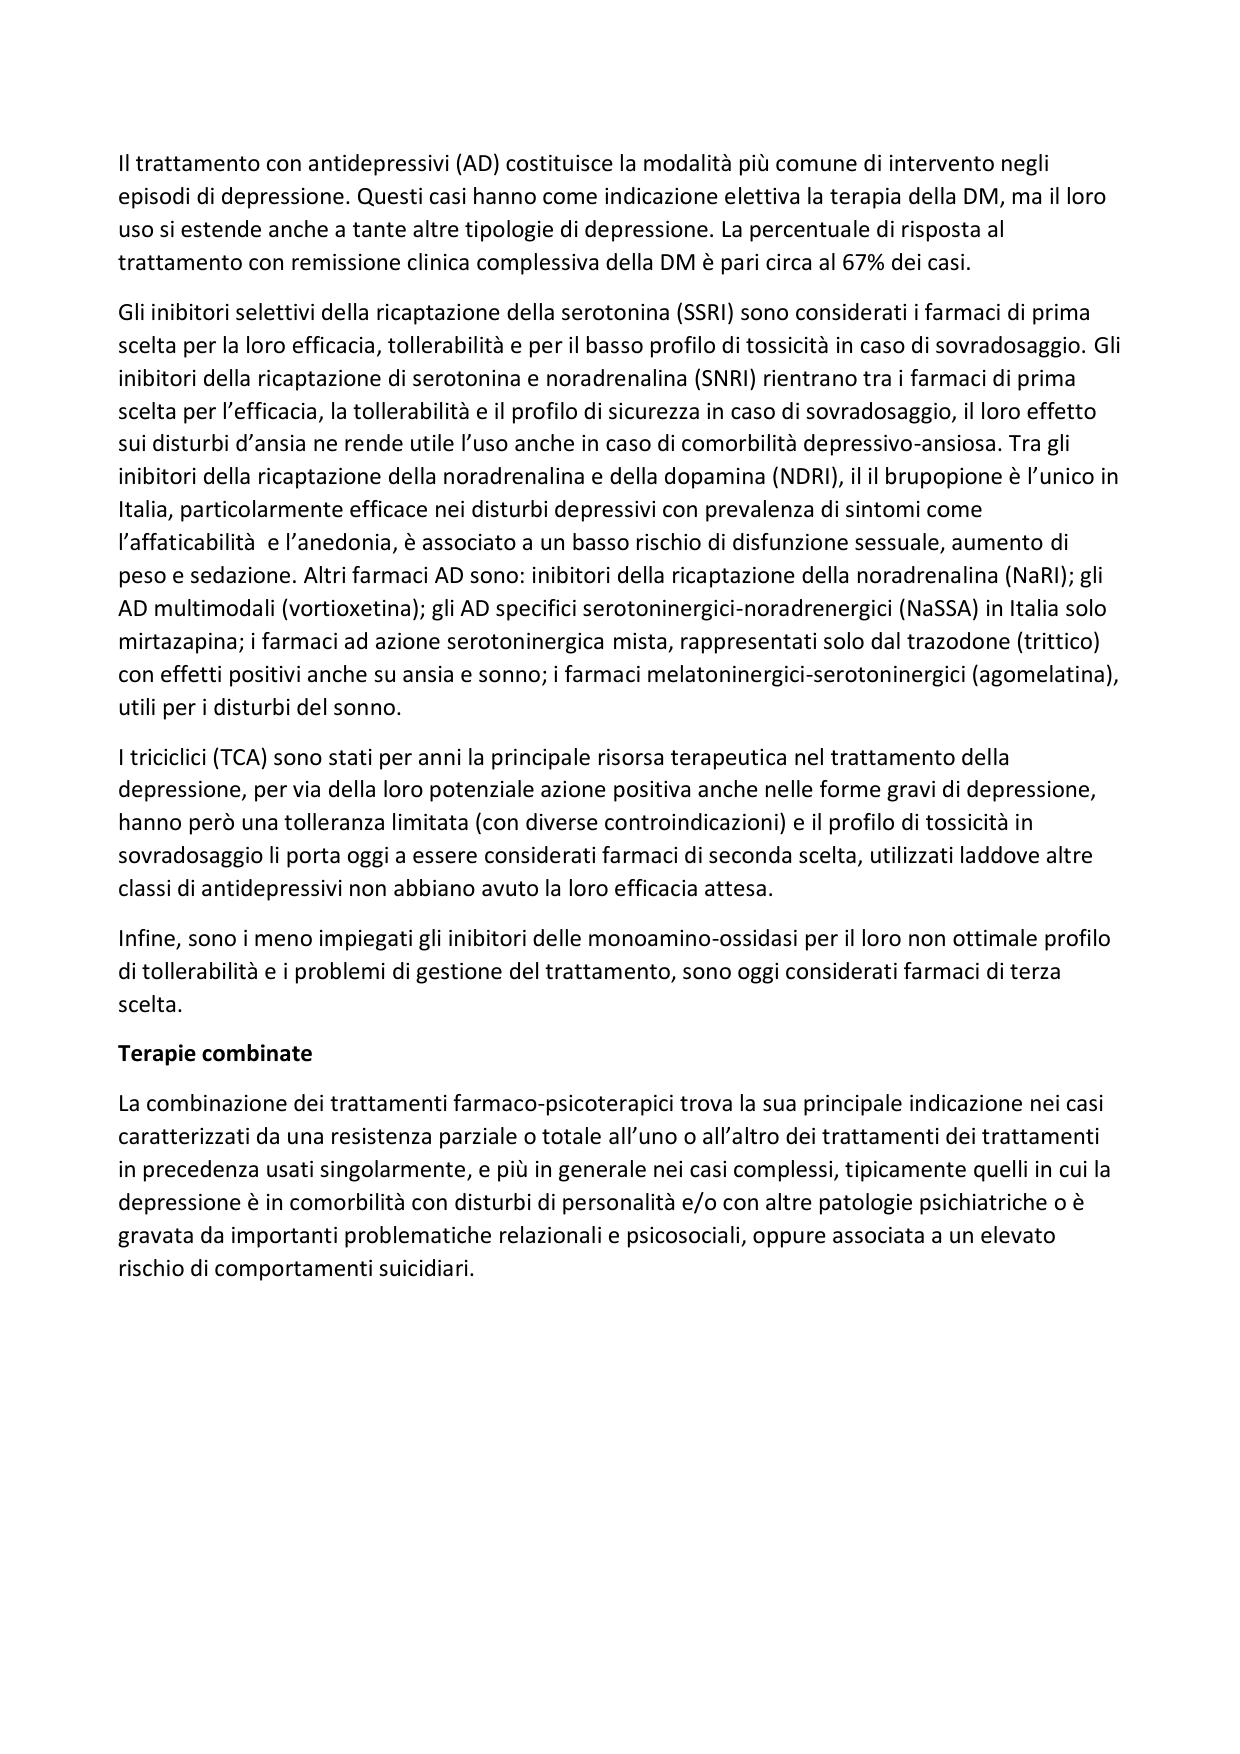 Il trattamento con antidepressivi (AD) costituisce la modalità più comune di intervento negli
episodi di depressione. Questi casi hanno come indicazione elettiva la terapia della DM, ma il loro
uso si estende anche a tante altre tipologie di depressione. La percentuale di risposta al
trattamento con remissione clinica complessiva della DM è pari circa al 67% dei casi.
Gli inibitori selettivi della ricaptazione della serotonina (SSRI) sono considerati i farmaci di prima
scelta per la loro efficacia, tollerabilità e per il basso profilo di tossicità in caso di sovradosaggio. Gli
inibitori della ricaptazione di serotonina e noradrenalina (SNRI) rientrano tra i farmaci di prima
scelta per l’efficacia, la tollerabilità e il profilo di sicurezza in caso di sovradosaggio, il loro effetto
sui disturbi d’ansia ne rende utile l’uso anche in caso di comorbilità depressivo-ansiosa. Tra gli
inibitori della ricaptazione della noradrenalina e della dopamina (NDRI), il il brupopione è l’unico in
Italia, particolarmente efficace nei disturbi depressivi con prevalenza di sintomi come
l’affaticabilità  e l’anedonia, è associato a un basso rischio di disfunzione sessuale, aumento di
peso e sedazione. Altri farmaci AD sono: inibitori della ricaptazione della noradrenalina (NaRI); gli
AD multimodali (vortioxetina); gli AD specifici serotoninergici-noradrenergici (NaSSA) in Italia solo
mirtazapina; i farmaci ad azione serotoninergica mista, rappresentati solo dal trazodone (trittico)
con effetti positivi anche su ansia e sonno; i farmaci melatoninergici-serotoninergici (agomelatina),
utili per i disturbi del sonno.
I triciclici (TCA) sono stati per anni la principale risorsa terapeutica nel trattamento della
depressione, per via della loro potenziale azione positiva anche nelle forme gravi di depressione,
hanno però una tolleranza limitata (con diverse controindicazioni) e il profilo di tossicità in
sovradosaggio li porta oggi a essere considerati farmaci di seconda scelta, utilizzati laddove altre
classi di antidepressivi non abbiano avuto la loro efficacia attesa.
Infine, sono i meno impiegati gli inibitori delle monoamino-ossidasi per il loro non ottimale profilo
di tollerabilità e i problemi di gestione del trattamento, sono oggi considerati farmaci di terza
scelta.
Terapie combinate
La combinazione dei trattamenti farmaco-psicoterapici trova la sua principale indicazione nei casi
caratterizzati da una resistenza parziale o totale all’uno o all’altro dei trattamenti dei trattamenti
in precedenza usati singolarmente, e più in generale nei casi complessi, tipicamente quelli in cui la
depressione è in comorbilità con disturbi di personalità e/o con altre patologie psichiatriche o è
gravata da importanti problematiche relazionali e psicosociali, oppure associata a un elevato
rischio di comportamenti suicidiari.